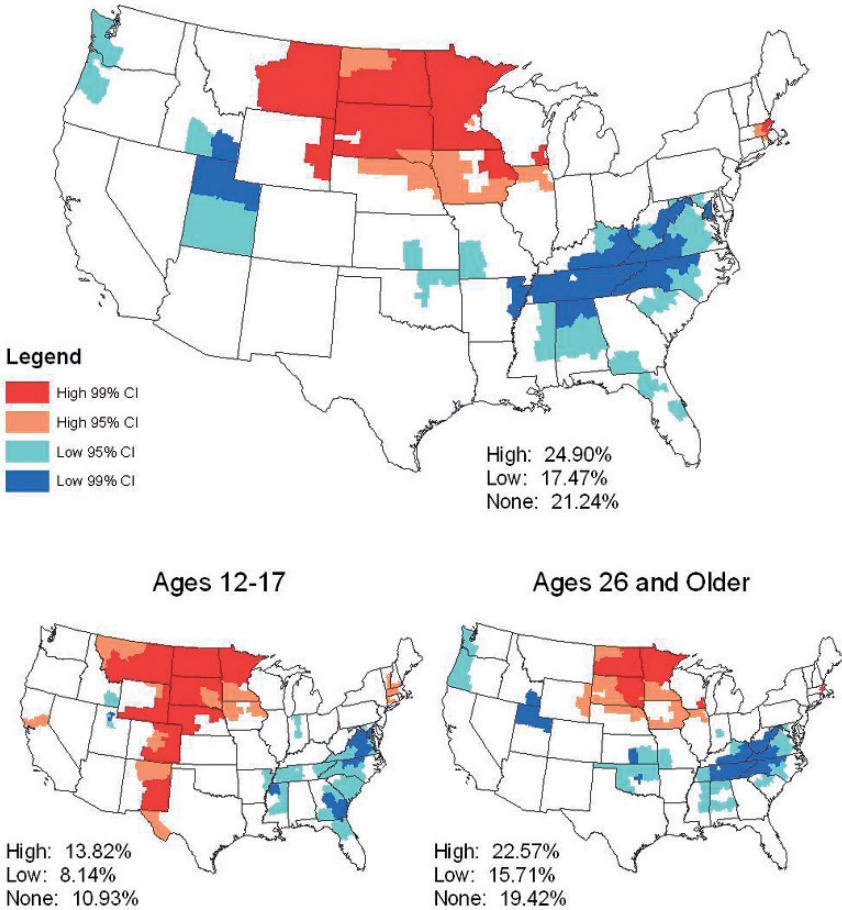 Legend
High 99% CI
High 95% CI
Low 95% CI
Low 99% CI
High: 24.90%
Low: 17.47%
None: 21.24%
Ages 12-17
Ages 26 and Older
High: 13.82%
Low: 8.14%
None: 10.93%
High: 22.57%
Low: 15.71%
None: 19.42%